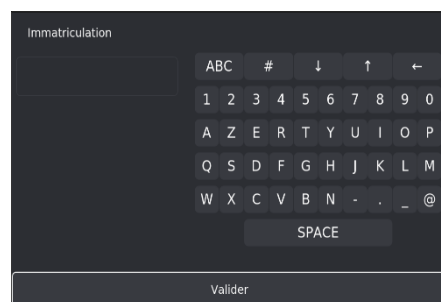 Immatriculation
ABC # ↓ ↑ ←
1 2 3 4 5 6 7 8 9 0
A Z E R T Y U I O P
Q S D F G H J K L M
W X C V B N - . _ @
SPACE
Valider